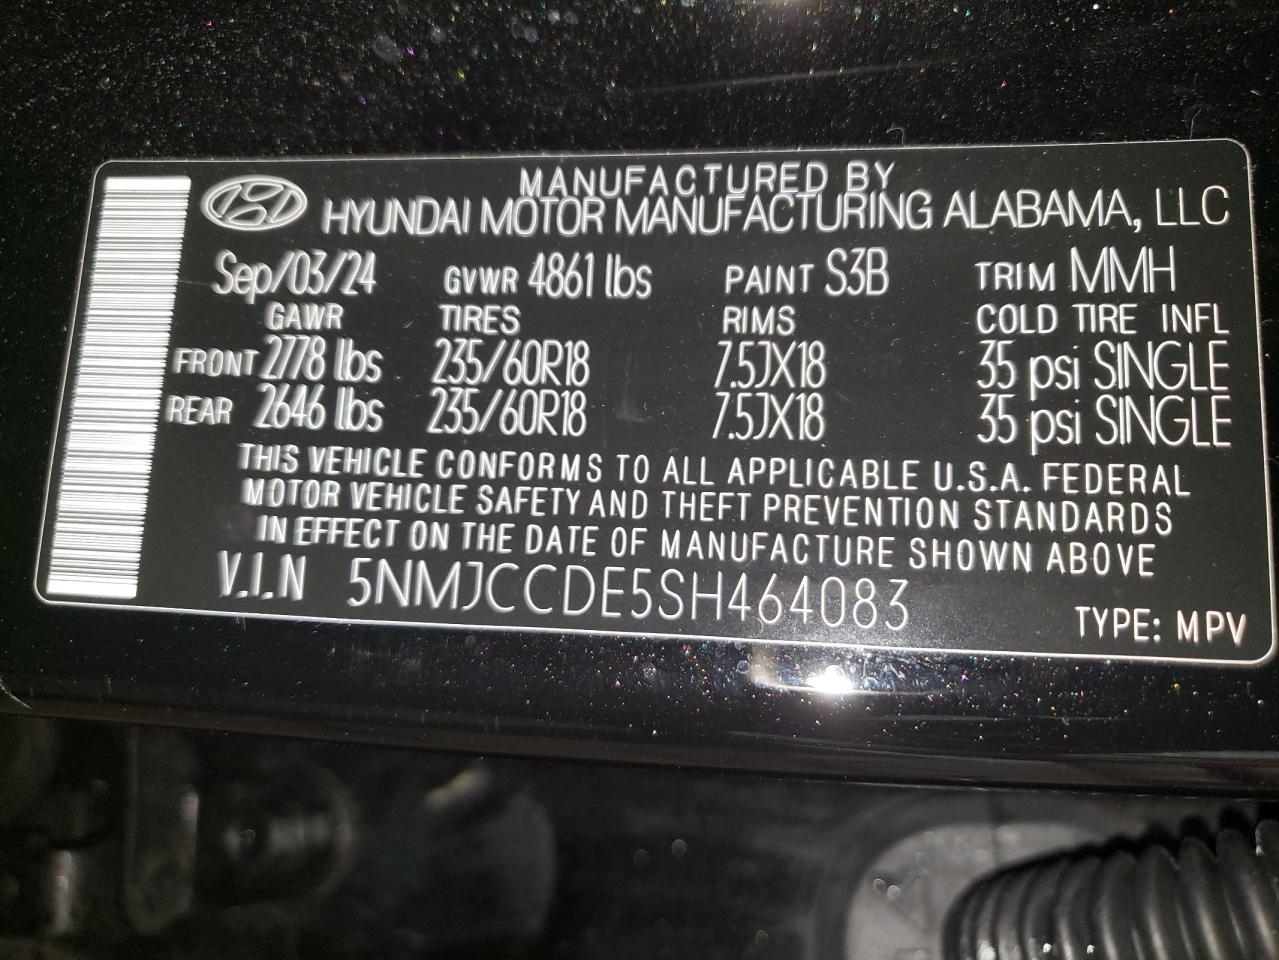 MANUFACTURED BY
HYUNDAI MOTOR MANUFACTURING ALABAMA, LLC
Sep/03/24 GVWR 4861 lbs PAINT S3B TRIM MMH
GAWR TIRES RIMS COLD TIRE INFL
FRONT 2778 lbs 235/60R18 7.5JX18 35 psi SINGLE
REAR 2646 lbs 235/60R18 7.5JX18 35 psi SINGLE
THIS VEHICLE CONFORMS TO ALL APPLICABLE U.S.A. FEDERAL
MOTOR VEHICLE SAFETY AND THEFT PREVENTION STANDARDS
IN EFFECT ON THE DATE OF MANUFACTURE SHOWN ABOVE
V.I.N 5NMJCCDE5SH464083
TYPE: MPV